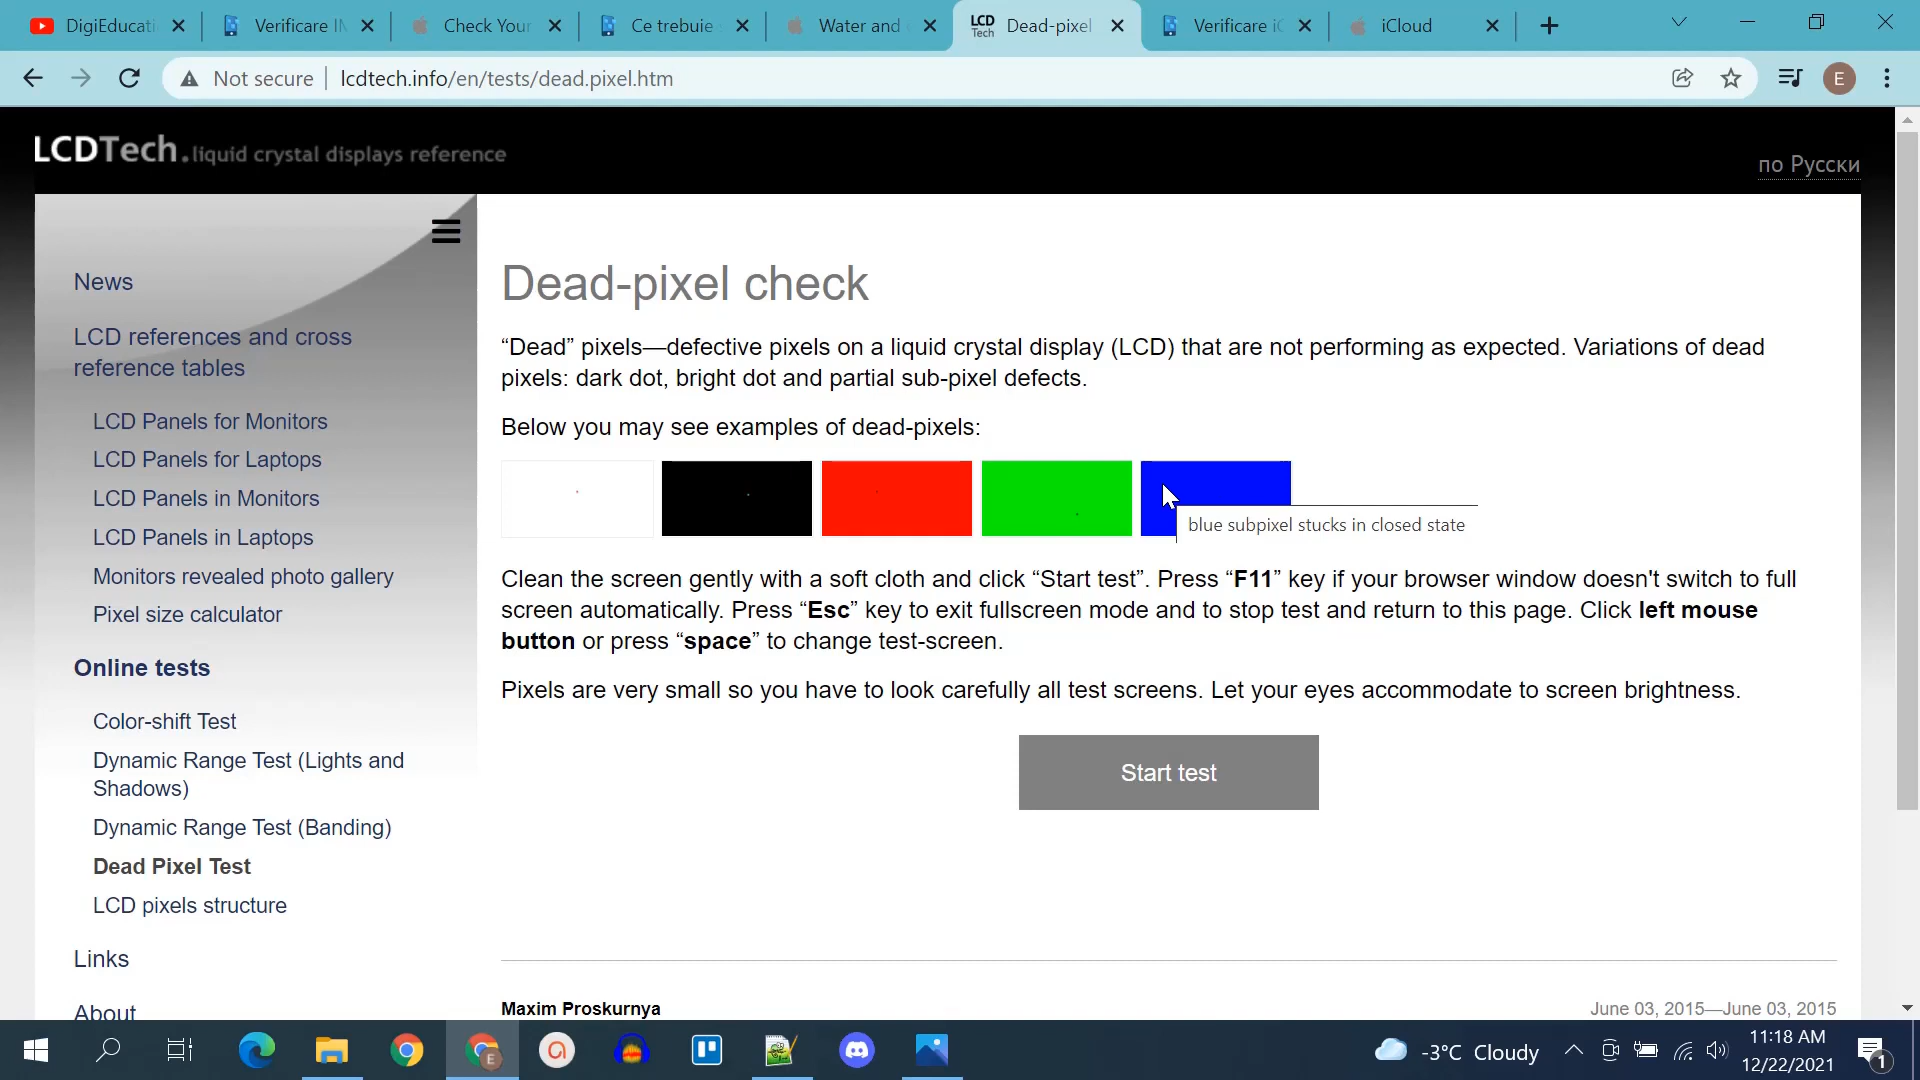 DigiEducati
Verificare IM
Check Your
Ce trebuie
Water and
LCD Tech
Dead-pixel
Verificare iC
iCloud
Not secure
lcdtech.info/en/tests/dead.pixel.htm
E
LCDTech.liquid crystal displays reference
по Русски
News
LCD references and cross
reference tables
LCD Panels for Monitors
LCD Panels for Laptops
LCD Panels in Monitors
LCD Panels in Laptops
Monitors revealed photo gallery
Pixel size calculator
Online tests
Color-shift Test
Dynamic Range Test (Lights and
Shadows)
Dynamic Range Test (Banding)
Dead Pixel Test
LCD pixels structure
Links
About
Dead-pixel check
“Dead” pixels—defective pixels on a liquid crystal display (LCD) that are not performing as expected. Variations of dead
pixels: dark dot, bright dot and partial sub-pixel defects.
Below you may see examples of dead-pixels:
blue subpixel stucks in closed state
Clean the screen gently with a soft cloth and click “Start test”. Press “F11” key if your browser window doesn't switch to full
screen automatically. Press “Esc” key to exit fullscreen mode and to stop test and return to this page. Click left mouse
button or press “space” to change test-screen.
Pixels are very small so you have to look carefully all test screens. Let your eyes accommodate to screen brightness.
Start test
Maxim Proskurnya
June 03, 2015—June 03, 2015
E
-3°C Cloudy
11:18 AM
12/22/2021
1